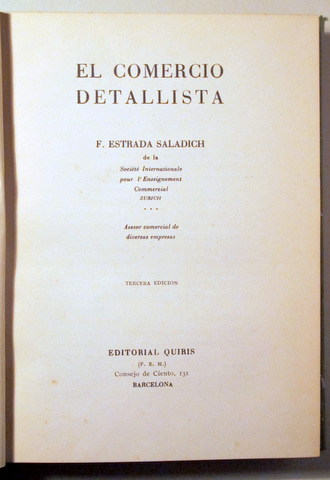 EL COMERCIO
DETALLISTA
F. ESTRADA SALADICH
de la
Société Internationale
pour l'Enseignement
Commercial
ZURICH
• • •
Asesor comercial de
diversas empresas
TERCERA EDICION
EDITORIAL QUIRIS
(F. E. M.)
Consejo de Ciento, 131
BARCELONA